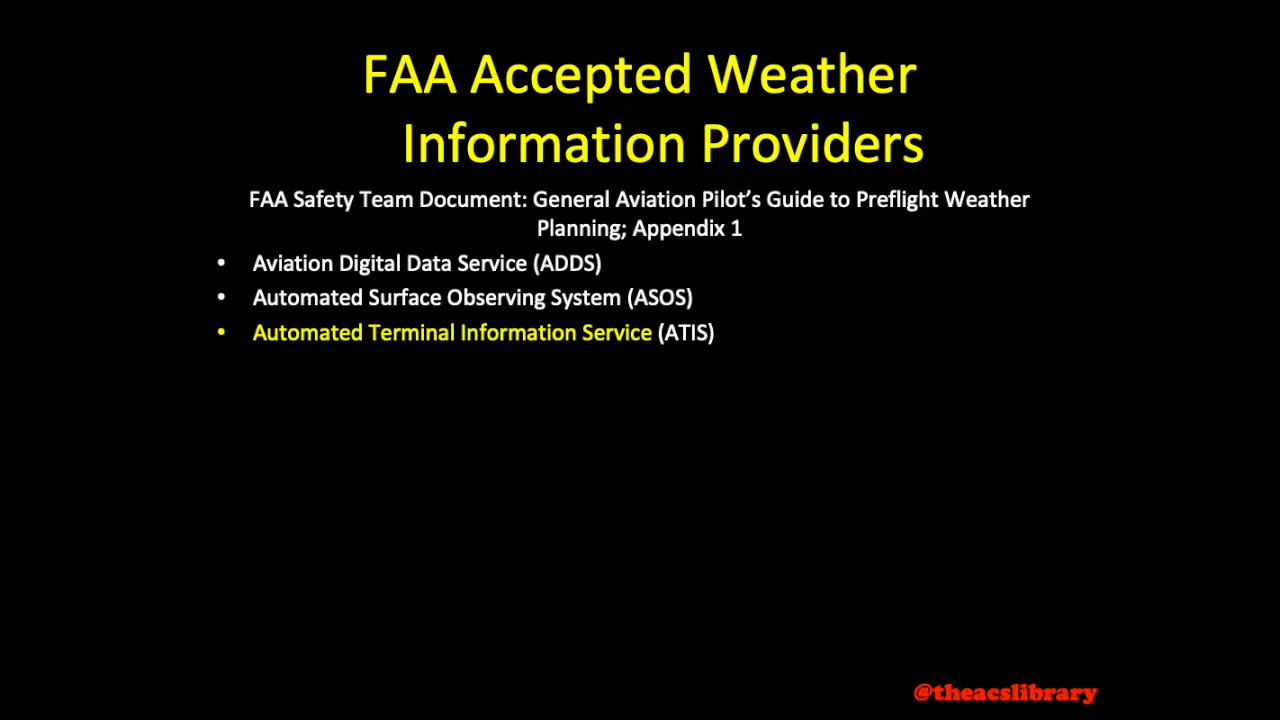 FAA Accepted Weather
Information Providers
FAA Safety Team Document: General Aviation Pilot’s Guide to Preflight Weather
Planning; Appendix 1
• Aviation Digital Data Service (ADDS)
• Automated Surface Observing System (ASOS)
• Automated Terminal Information Service (ATIS)
@theacslibrary